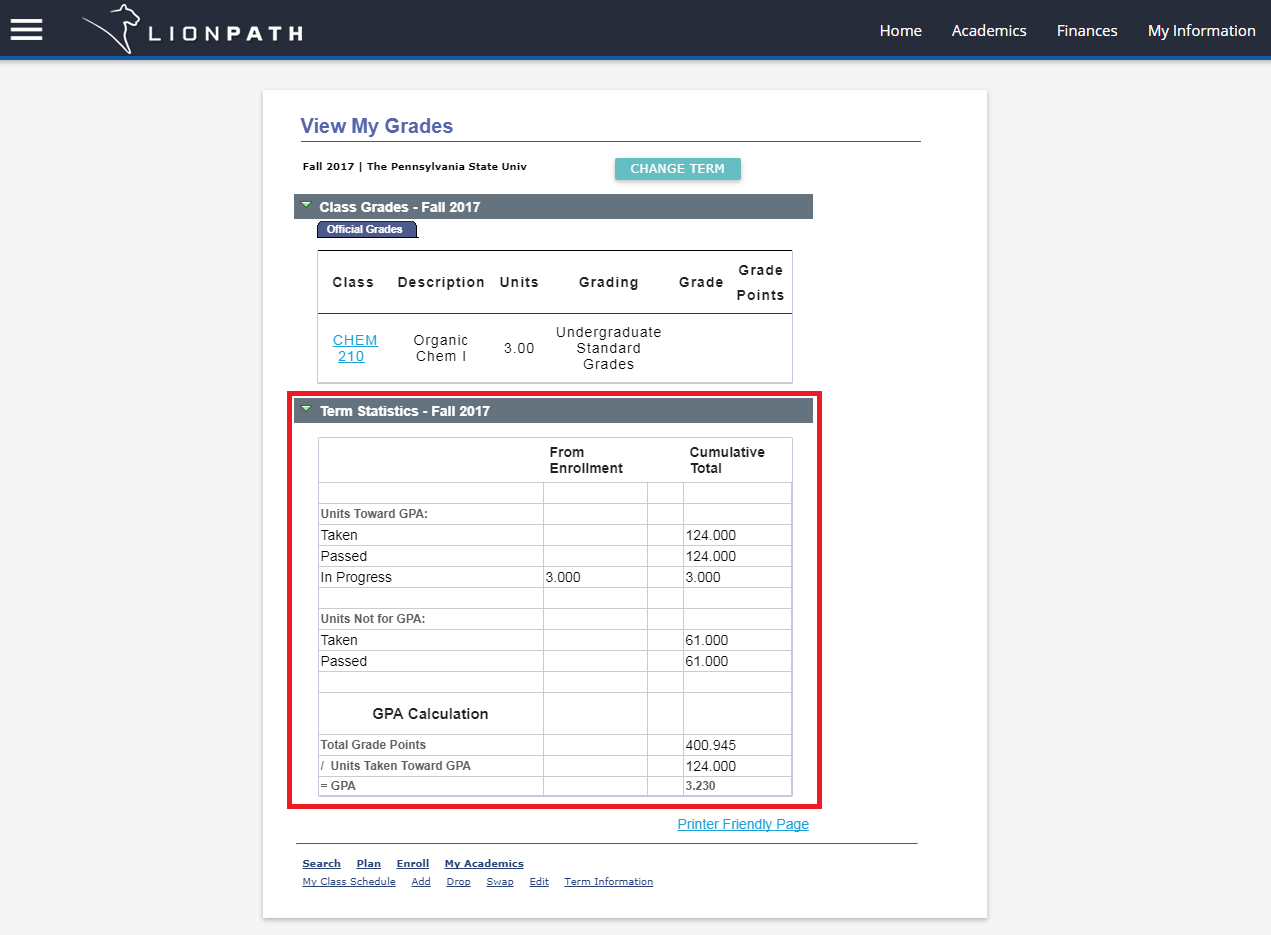 LIONPATH
Home Academics Finances My Information
View My Grades
Fall 2017 | The Pennsylvania State Univ
CHANGE TERM
Class Grades - Fall 2017
Official Grades
Class Description Units Grading Grade Grade Points
CHEM 210 Organic Chem I 3.00 Undergraduate Standard Grades
Term Statistics - Fall 2017
From Enrollment Cumulative Total
Units Toward GPA:
Taken 124.000
Passed 124.000
In Progress 3.000 3.000
Units Not for GPA:
Taken 61.000
Passed 61.000
GPA Calculation
Total Grade Points 400.945
/ Units Taken Toward GPA 124.000
= GPA 3.230
Printer Friendly Page
Search Plan Enroll My Academics
My Class Schedule Add Drop Swap Edit Term Information